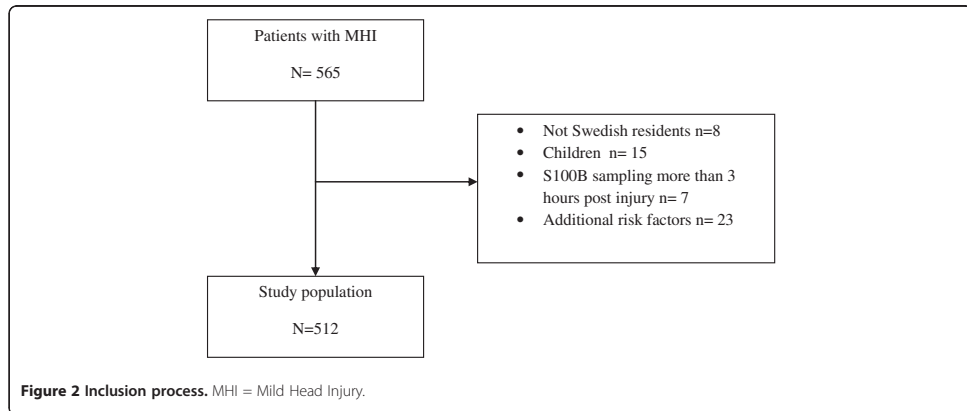 Patients with MHI
N= 565
• Not Swedish residents n=8
• Children n= 15
• S100B sampling more than 3
hours post injury n= 7
• Additional risk factors n= 23
Study population
N=512
Figure 2 Inclusion process. MHI = Mild Head Injury.